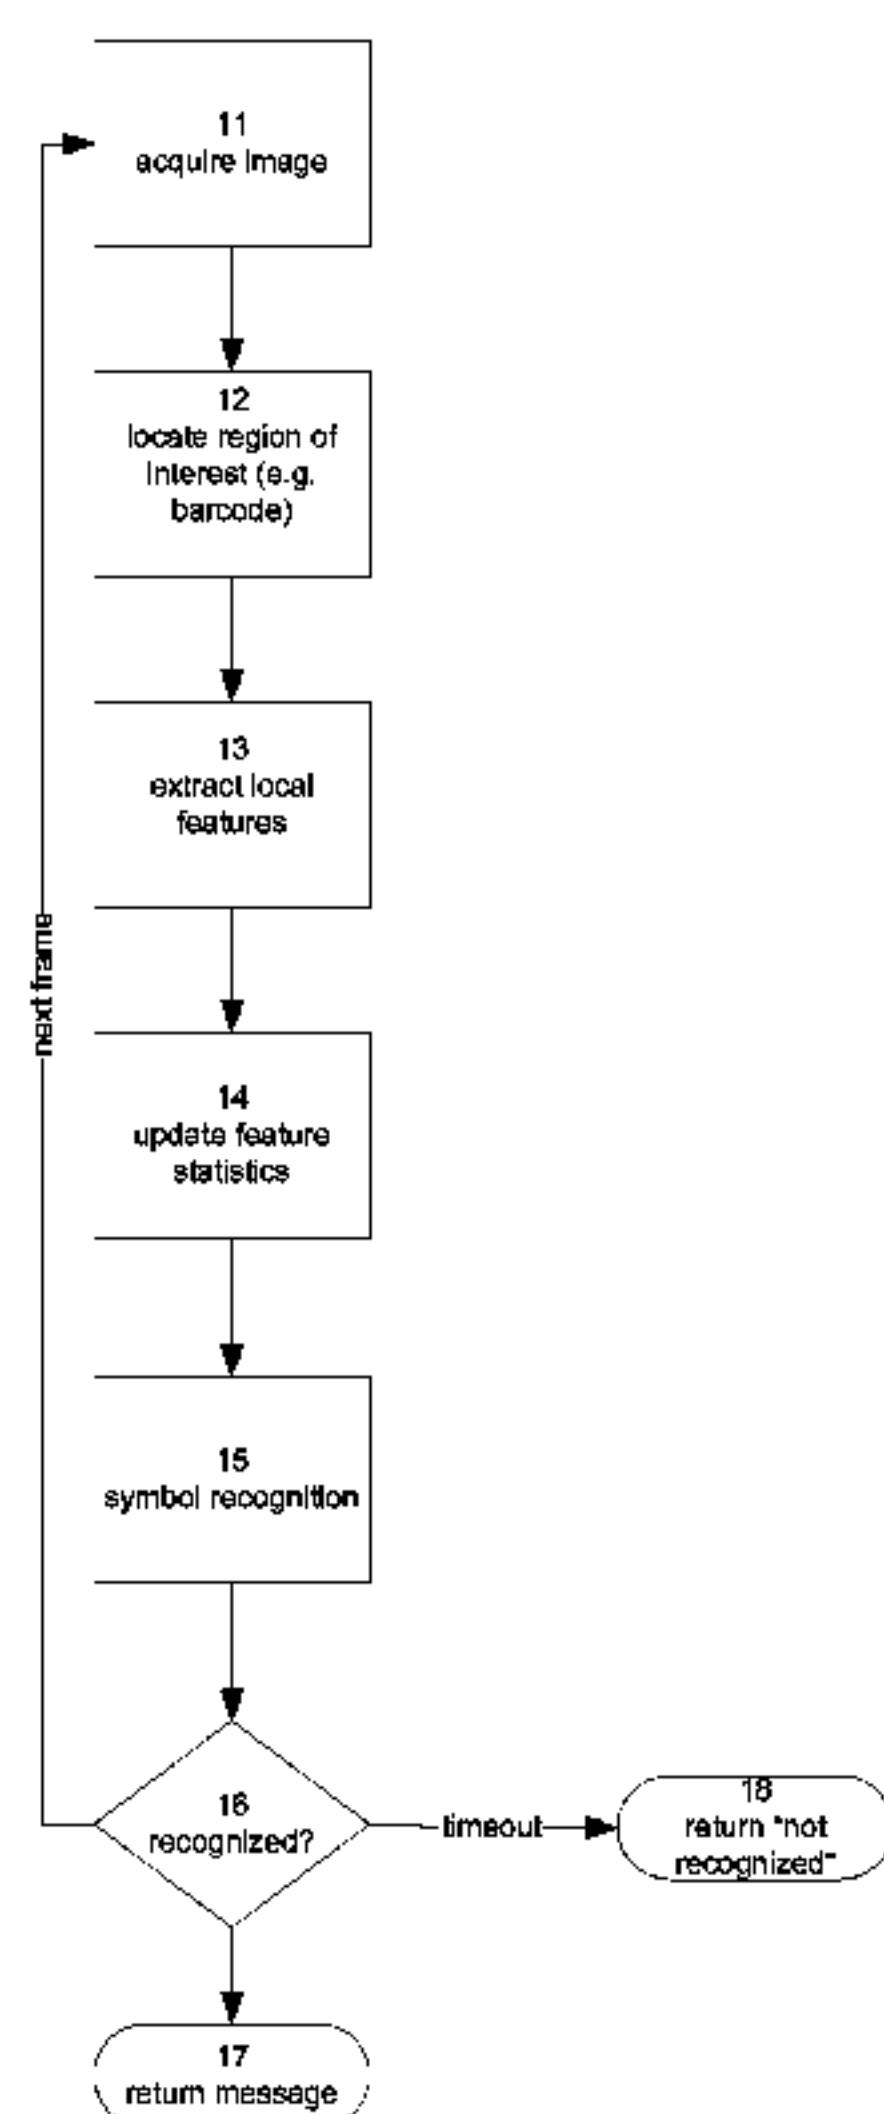 11
acquire image
12
locate region of
interest (e.g.
barcode)
13
extract local
features
next frame
14
update feature
statistics
15
symbol recognition
16
recognized?
timeout
18
return "not
recognized"
17
return message